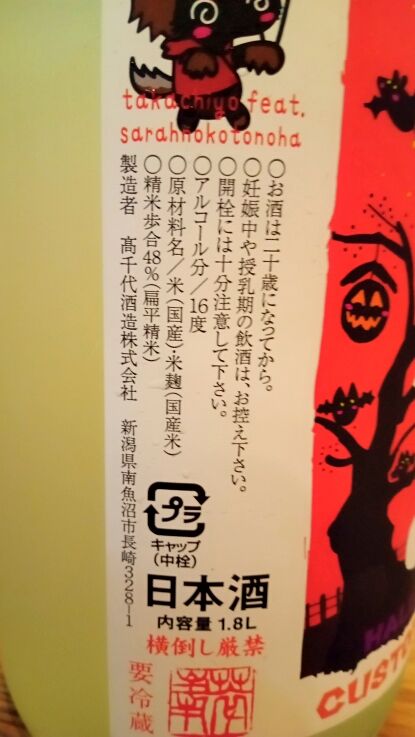 takachiyo feat.
sarahnokotonoha
○お酒は二十歳になってから。
○妊娠中や授乳期の飲酒は、お控え下さい。
○開栓には十分注意して下さい。
○アルコール分/16度
○原材料名/米(国産)・米麹(国産米)
○精米歩合48%(扁平精米)
製造者 髙千代酒造株式会社 新潟県南魚沼市長崎328-1
プラ
キャップ
(中栓)
日本酒
内容量 1.8L
横倒し厳禁
要冷蔵
HA
CUST